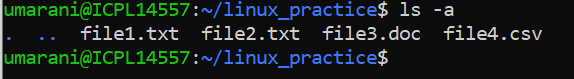 umarani@ICPL14557:~/linux_practice$ ls -a
.  ..  file1.txt  file2.txt  file3.doc  file4.csv
umarani@ICPL14557:~/linux_practice$